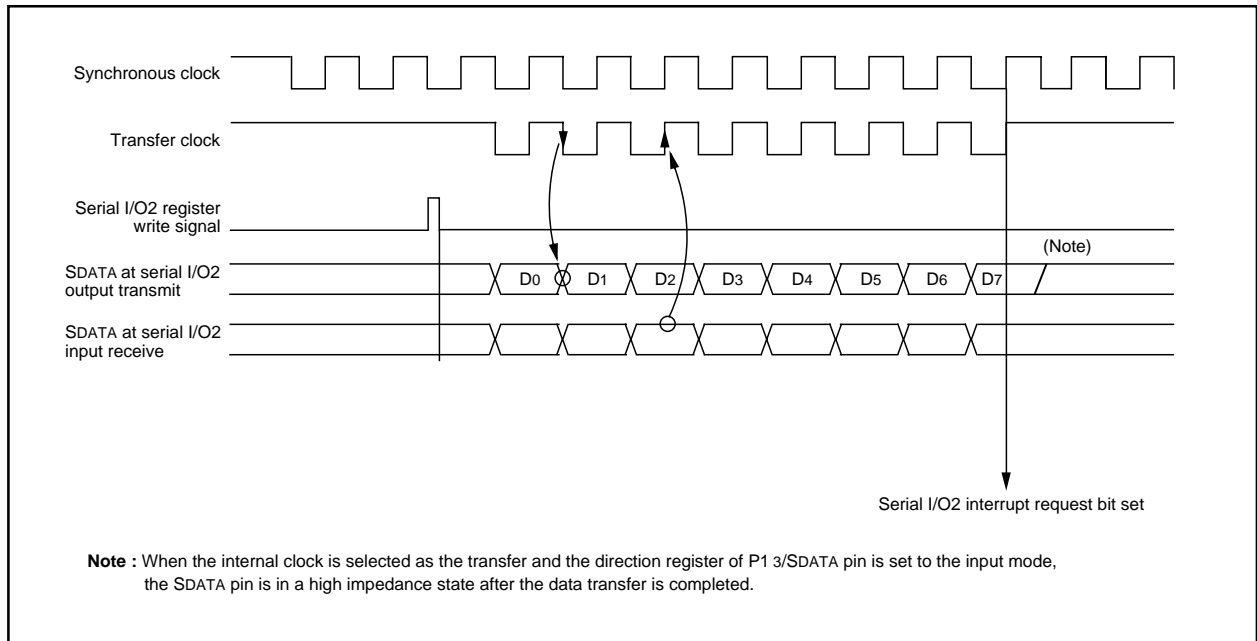 Synchronous clock
Transfer clock
Serial I/O2 register
write signal
(Note)
SDATA at serial I/O2
output transmit
D0 D1 D2 D3 D4 D5 D6 D7
SDATA at serial I/O2
input receive
Serial I/O2 interrupt request bit set
Note : When the internal clock is selected as the transfer and the direction register of P1 3/SDATA pin is set to the input mode,
the SDATA pin is in a high impedance state after the data transfer is completed.